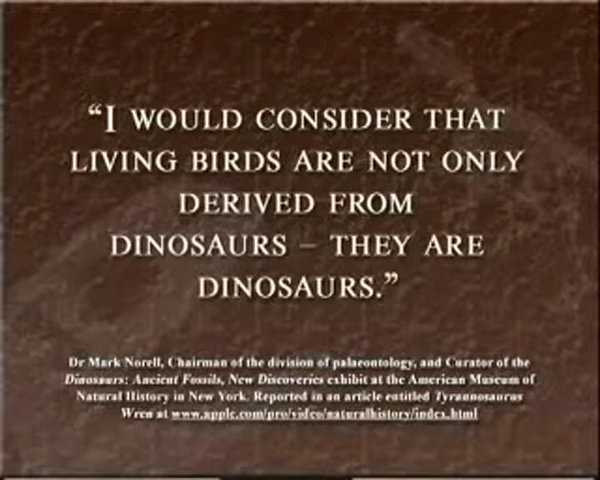 “I WOULD CONSIDER THAT
LIVING BIRDS ARE NOT ONLY
DERIVED FROM
DINOSAURS – THEY ARE
DINOSAURS.”
Dr Mark Norell, Chairman of the division of palaeontology, and Curator of the
Dinosaurs: Ancient Fossils, New Discoveries exhibit at the American Museum of
Natural History in New York. Reported in an article entitled Tyrannosaurus
Wren at www.apple.com/pro/video/naturalhistory/index.html